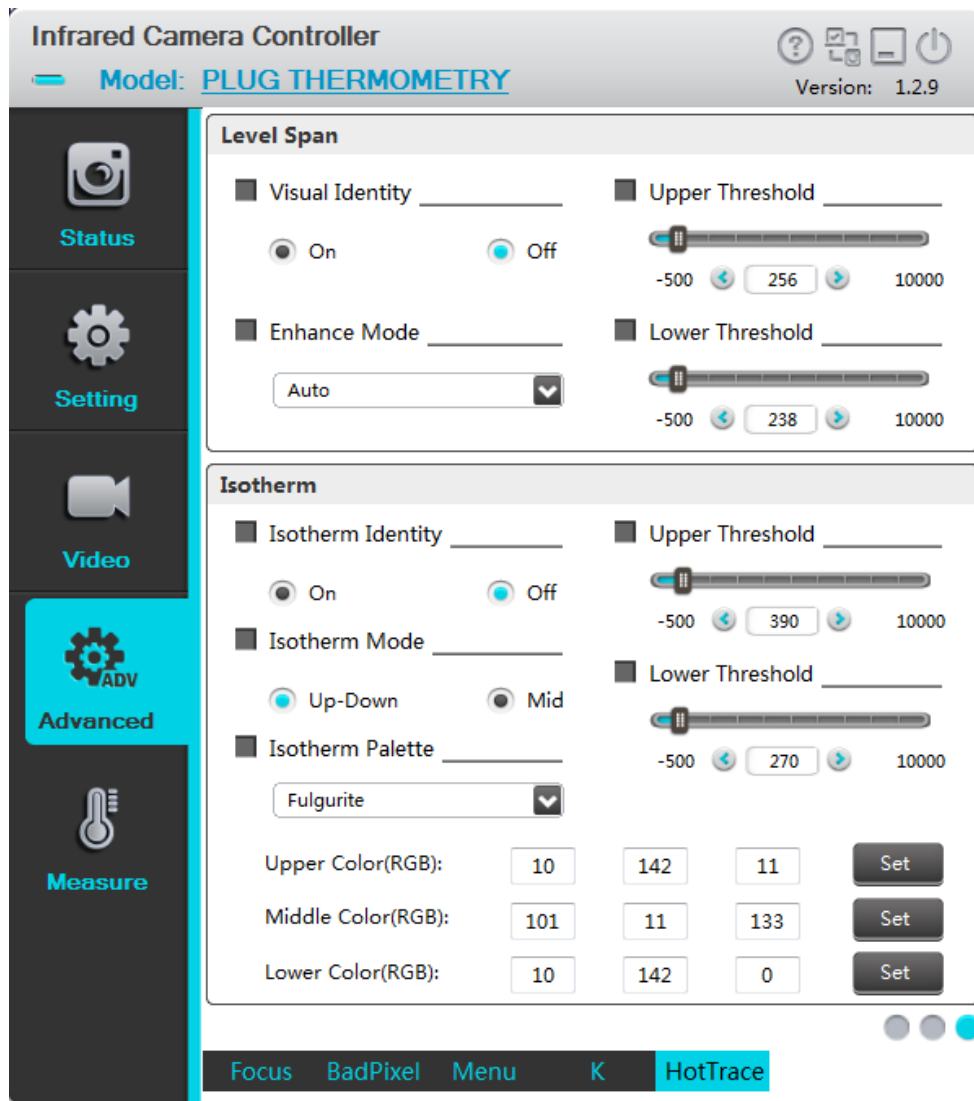 Infrared Camera Controller
Model: PLUG THERMOMETRY
Version: 1.2.9
Status
Setting
Video
ADV
Advanced
Measure
Level Span
Visual Identity
On Off
Enhance Mode
Auto
Upper Threshold
-500 256 10000
Lower Threshold
-500 238 10000
Isotherm
Isotherm Identity
On Off
Isotherm Mode
Up-Down Mid
Isotherm Palette
Fulgurite
Upper Threshold
-500 390 10000
Lower Threshold
-500 270 10000
Upper Color(RGB): 10 142 11 Set
Middle Color(RGB): 101 11 133 Set
Lower Color(RGB): 10 142 0 Set
Focus BadPixel Menu K HotTrace